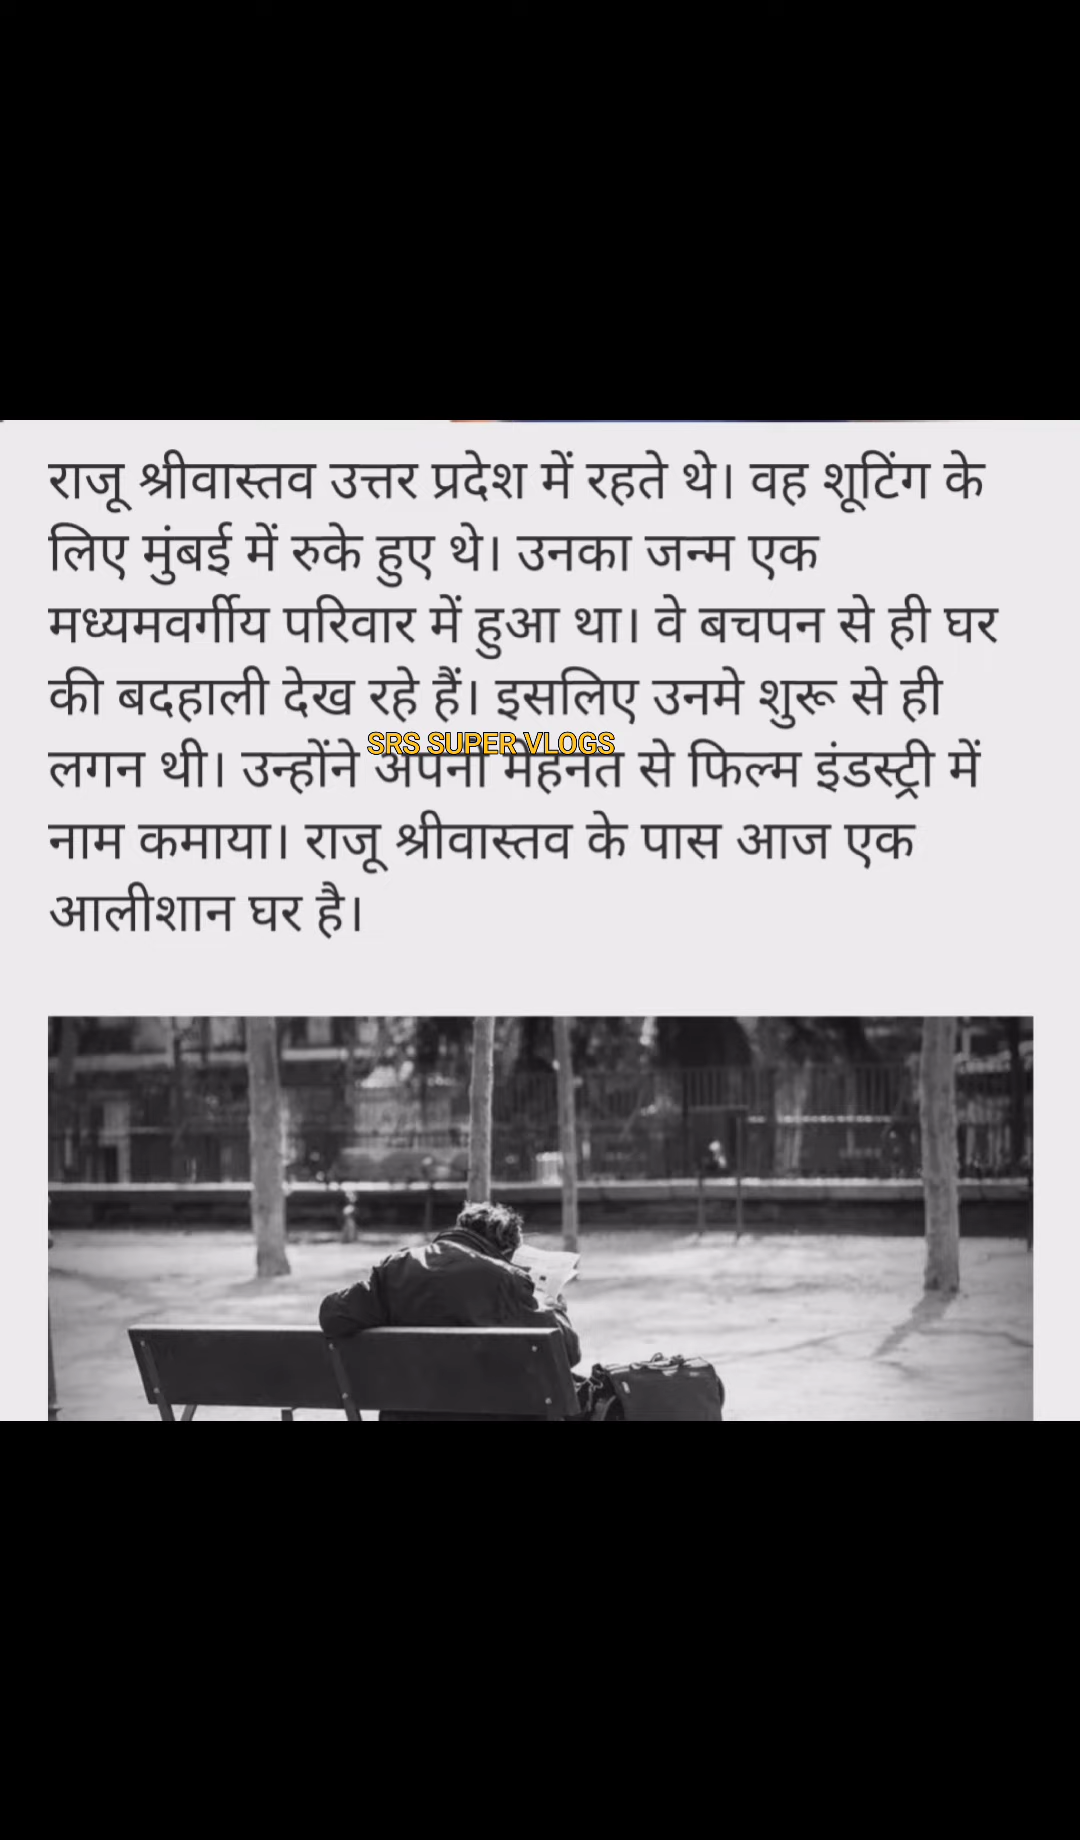 राजू श्रीवास्तव उत्तर प्रदेश में रहते थे। वह शूटिंग के
लिए मुंबई में रुके हुए थे। उनका जन्म एक
मध्यमवर्गीय परिवार में हुआ था। वे बचपन से ही घर
की बदहाली देख रहे हैं। इसलिए उनमे शुरू से ही
SRS SUPER VLOGS
लगन थी। उन्होंने अपनी मेहनत से फिल्म इंडस्ट्री में
नाम कमाया। राजू श्रीवास्तव के पास आज एक
आलीशान घर है।